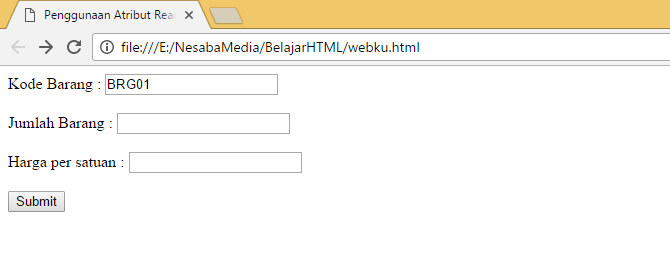 Penggunaan Atribut Rea
file:///E:/NesabaMedia/BelajarHTML/webku.html
Kode Barang : BRG01
Jumlah Barang :
Harga per satuan :
Submit